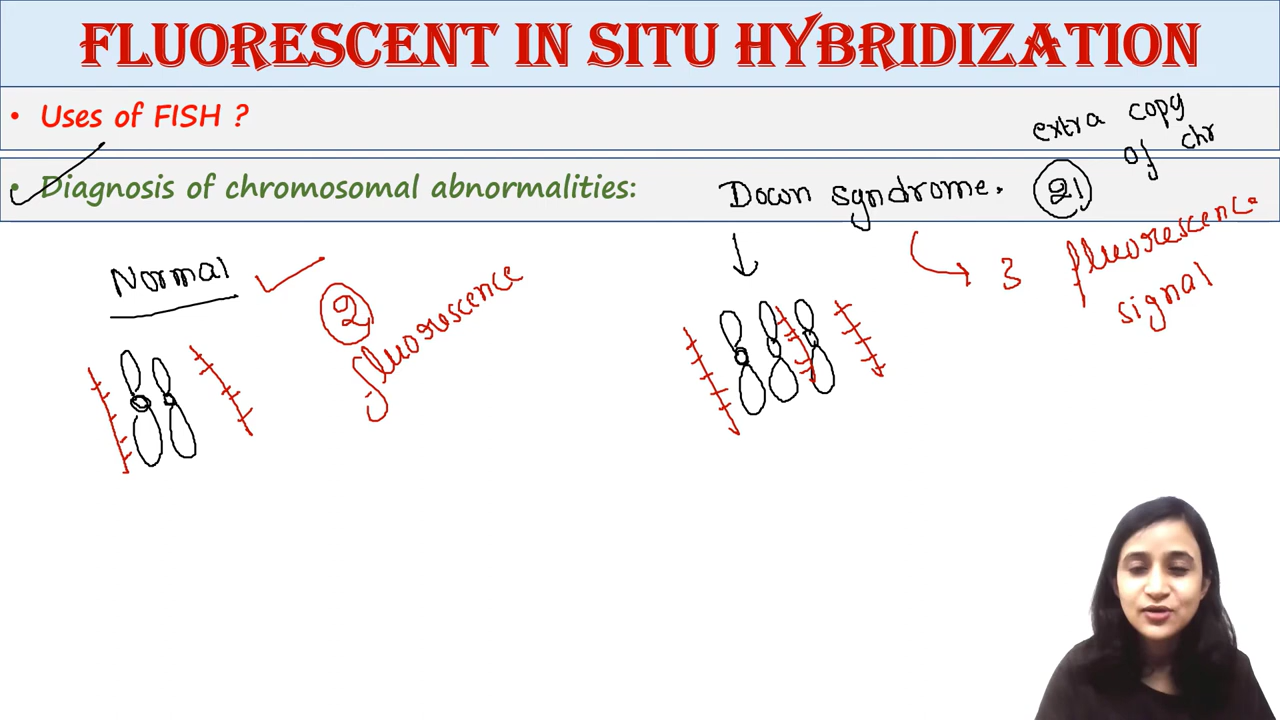 FLUORESCENT IN SITU HYBRIDIZATION
• Uses of FISH ?
extra copy
of chr
• Diagnosis of chromosomal abnormalities:
Down syndrome. 21
3 fluorescence
signal
Normal
2
fluorescence